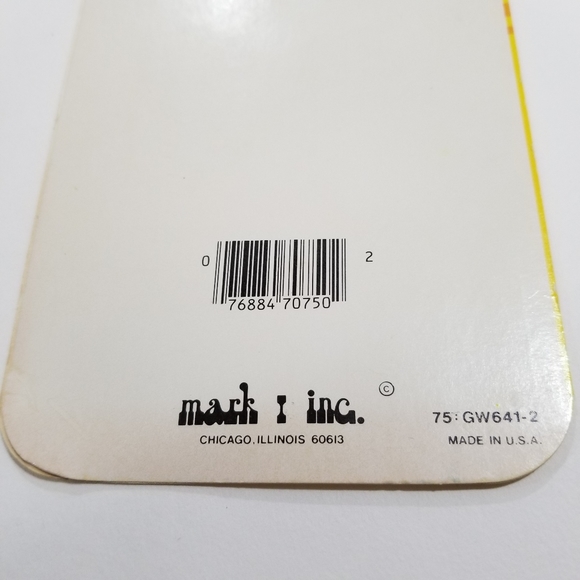 0 76884 70750 2
mark I inc. ©
CHICAGO, ILLINOIS 60613
75: GW641-2
MADE IN U.S.A.